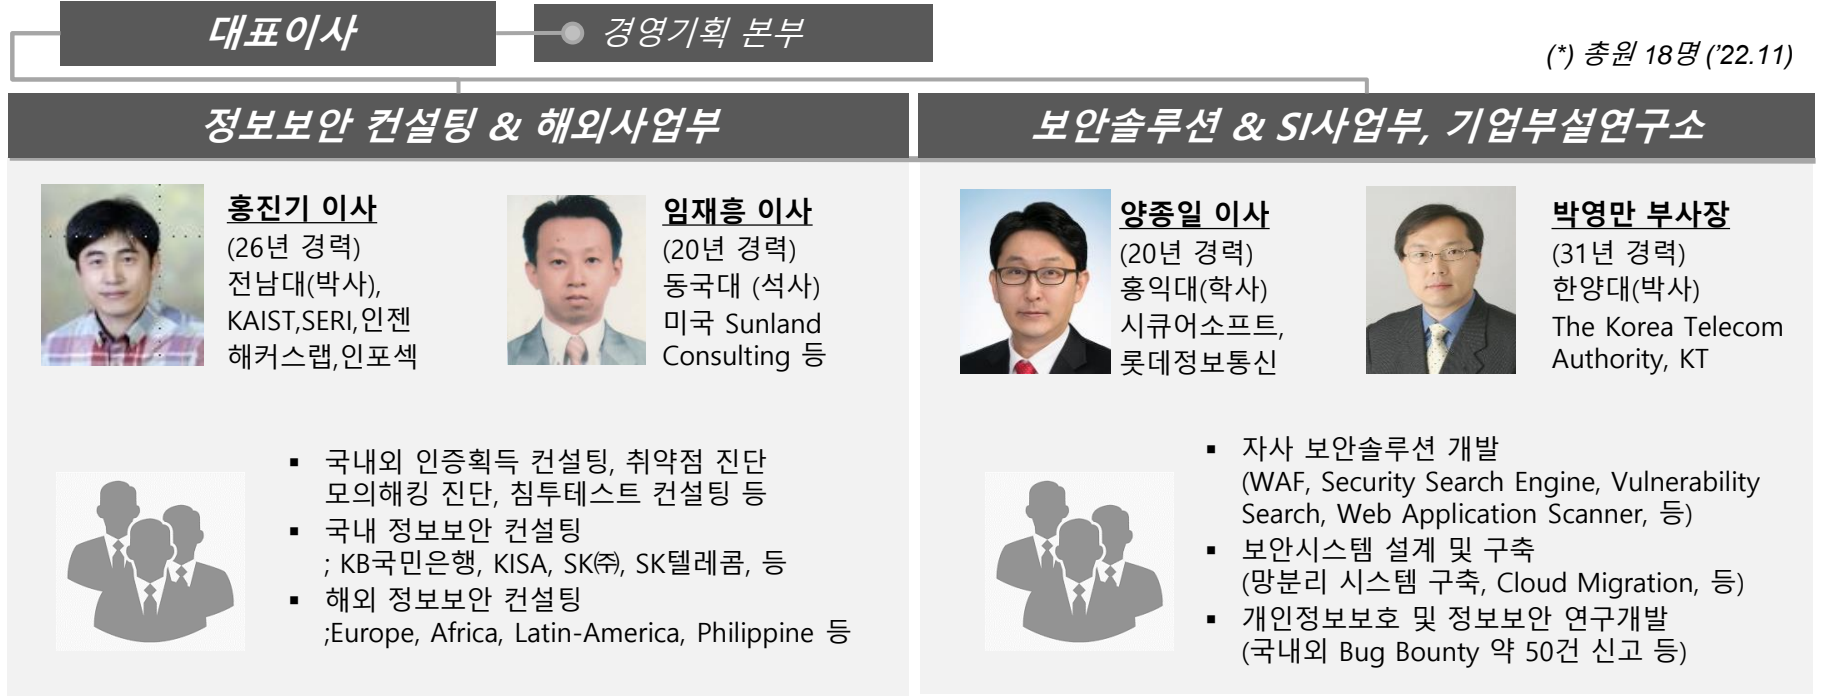 대표이사
경영기획 본부
(*) 총원 18명 (’22.11)
정보보안 컨설팅 & 해외사업부
홍진기 이사
(26년 경력)
전남대(박사),
KAIST,SERI,인젠
해커스랩,인포섹
임재흥 이사
(20년 경력)
동국대 (석사)
미국 Sunland
Consulting 등
▪ 국내외 인증획득 컨설팅, 취약점 진단
모의해킹 진단, 침투테스트 컨설팅 등
▪ 국내 정보보안 컨설팅
; KB국민은행, KISA, SK㈜, SK텔레콤, 등
▪ 해외 정보보안 컨설팅
;Europe, Africa, Latin-America, Philippine 등
보안솔루션 & SI사업부, 기업부설연구소
양종일 이사
(20년 경력)
홍익대(학사)
시큐어소프트,
롯데정보통신
박영만 부사장
(31년 경력)
한양대(박사)
The Korea Telecom
Authority, KT
▪ 자사 보안솔루션 개발
(WAF, Security Search Engine, Vulnerability
Search, Web Application Scanner, 등)
▪ 보안시스템 설계 및 구축
(망분리 시스템 구축, Cloud Migration, 등)
▪ 개인정보보호 및 정보보안 연구개발
(국내외 Bug Bounty 약 50건 신고 등)